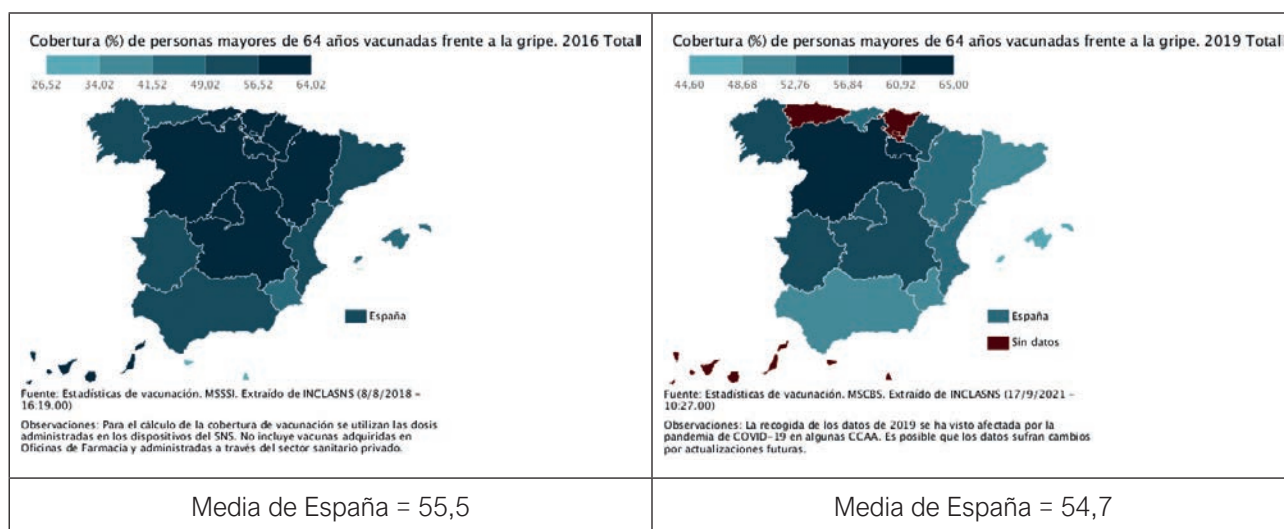 Cobertura (%) de personas mayores de 64 años vacunadas frente a la gripe. 2016 Total
26,52 34,02 41,52 49,02 56,52 64,02
España
Fuente: Estadísticas de vacunación. MSSSI. Extraído de INCLASNS (8/8/2018 –
16:19.00)
Observaciones: Para el cálculo de la cobertura de vacunación se utilizan las dosis
administradas en los dispositivos del SNS. No incluye vacunas adquiridas en
Oficinas de Farmacia y administradas a través del sector sanitario privado.
Media de España = 55,5
Cobertura (%) de personas mayores de 64 años vacunadas frente a la gripe. 2019 Total
44,60 48,68 52,76 56,84 60,92 65,00
España
Sin datos
Fuente: Estadísticas de vacunación. MSCBS. Extraído de INCLASNS (17/9/2021 –
10:27.00)
Observaciones: La recogida de los datos de 2019 se ha visto afectada por la
pandemia de COVID-19 en algunas CCAA. Es posible que los datos sufran cambios
por actualizaciones futuras.
Media de España = 54,7